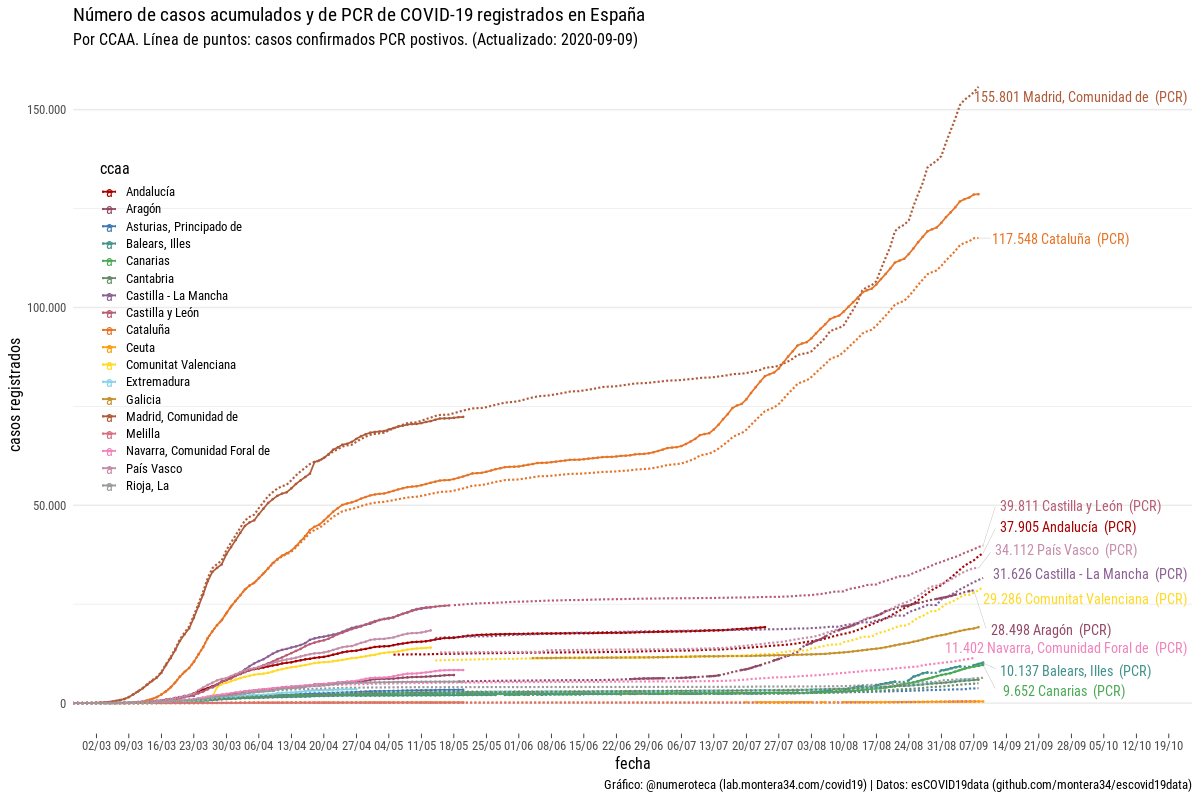 Número de casos acumulados y de PCR de COVID-19 registrados en España
Por CCAA. Línea de puntos: casos confirmados PCR postivos. (Actualizado: 2020-09-09)
casos registrados
150.000
100.000
50.000
0
ccaa
Andalucía
Aragón
Asturias, Principado de
Balears, Illes
Canarias
Cantabria
Castilla - La Mancha
Castilla y León
Cataluña
Ceuta
Comunitat Valenciana
Extremadura
Galicia
Madrid, Comunidad de
Melilla
Navarra, Comunidad Foral de
País Vasco
Rioja, La
155.801 Madrid, Comunidad de (PCR)
117.548 Cataluña (PCR)
39.811 Castilla y León (PCR)
37.905 Andalucía (PCR)
34.112 País Vasco (PCR)
31.626 Castilla - La Mancha (PCR)
29.286 Comunitat Valenciana (PCR)
28.498 Aragón (PCR)
11.402 Navarra, Comunidad Foral de (PCR)
10.137 Balears, Illes (PCR)
9.652 Canarias (PCR)
02/03 09/03 16/03 23/03 30/03 06/04 13/04 20/04 27/04 04/05 11/05 18/05 25/05 01/06 08/06 15/06 22/06 29/06 06/07 13/07 20/07 27/07 03/08 10/08 17/08 24/08 31/08 07/09 14/09 21/09 28/09 05/10 12/10 19/10
fecha
Gráfico: @numeroteca (lab.montera34.com/covid19) | Datos: esCOVID19data (github.com/montera34/escovid19data)